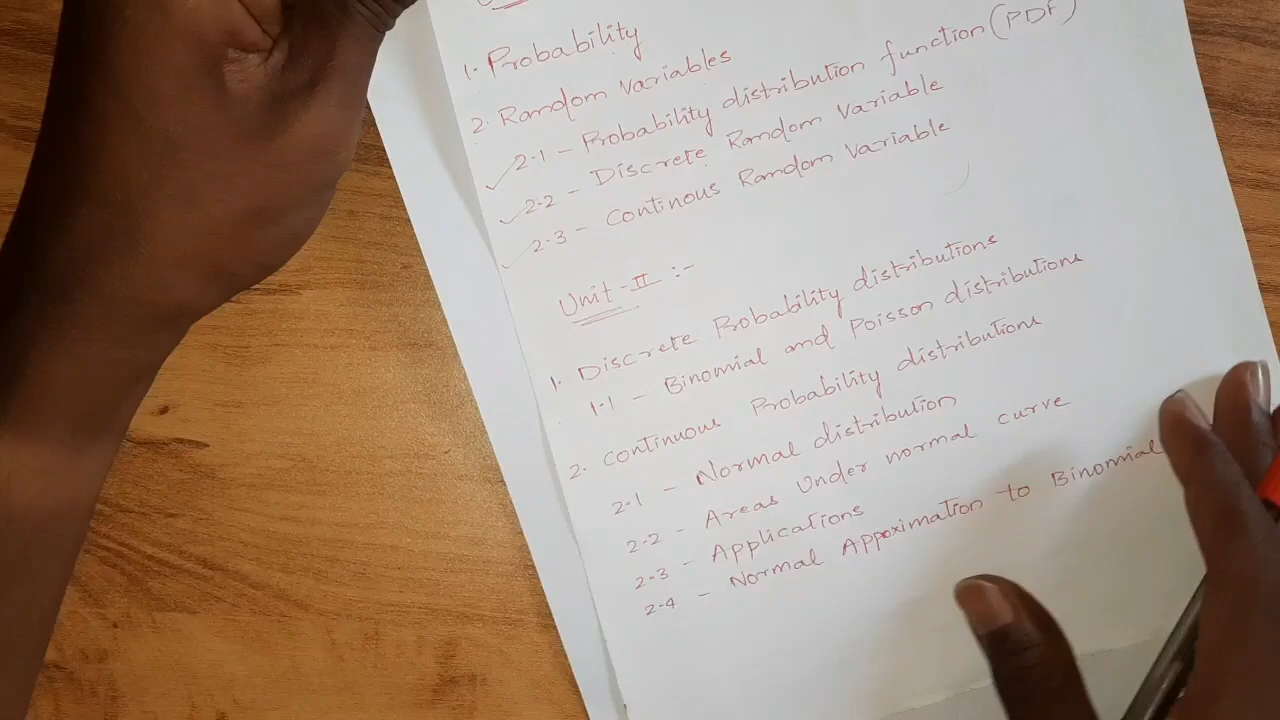 1. Probability
2. Random Variables
2.1 - Probability distribution function (PDF)
2.2 - Discrete Random Variable
2.3 - Continous Random Variable
Unit-II :-
1. Discrete Probability distributions
1.1 - Binomial and Poisson distributions
2. Continuous Probability distributions
2.1 - Normal distribution
2.2 - Areas Under normal curve
2.3 - Applications
2.4 - Normal Appoximation to Binomial